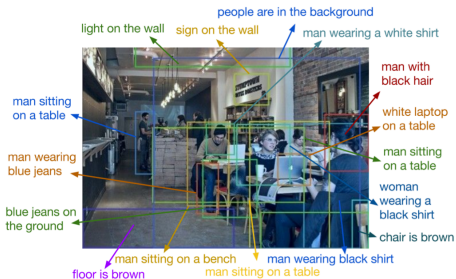 people are in the background
light on the wall
sign on the wall
man wearing a white shirt
man with
black hair
man sitting
on a table
white laptop
on a table
man wearing
blue jeans
man sitting
on a table
woman
wearing a
black shirt
blue jeans on
the ground
chair is brown
man sitting on a bench
man wearing black shirt
man sitting on a table
floor is brown